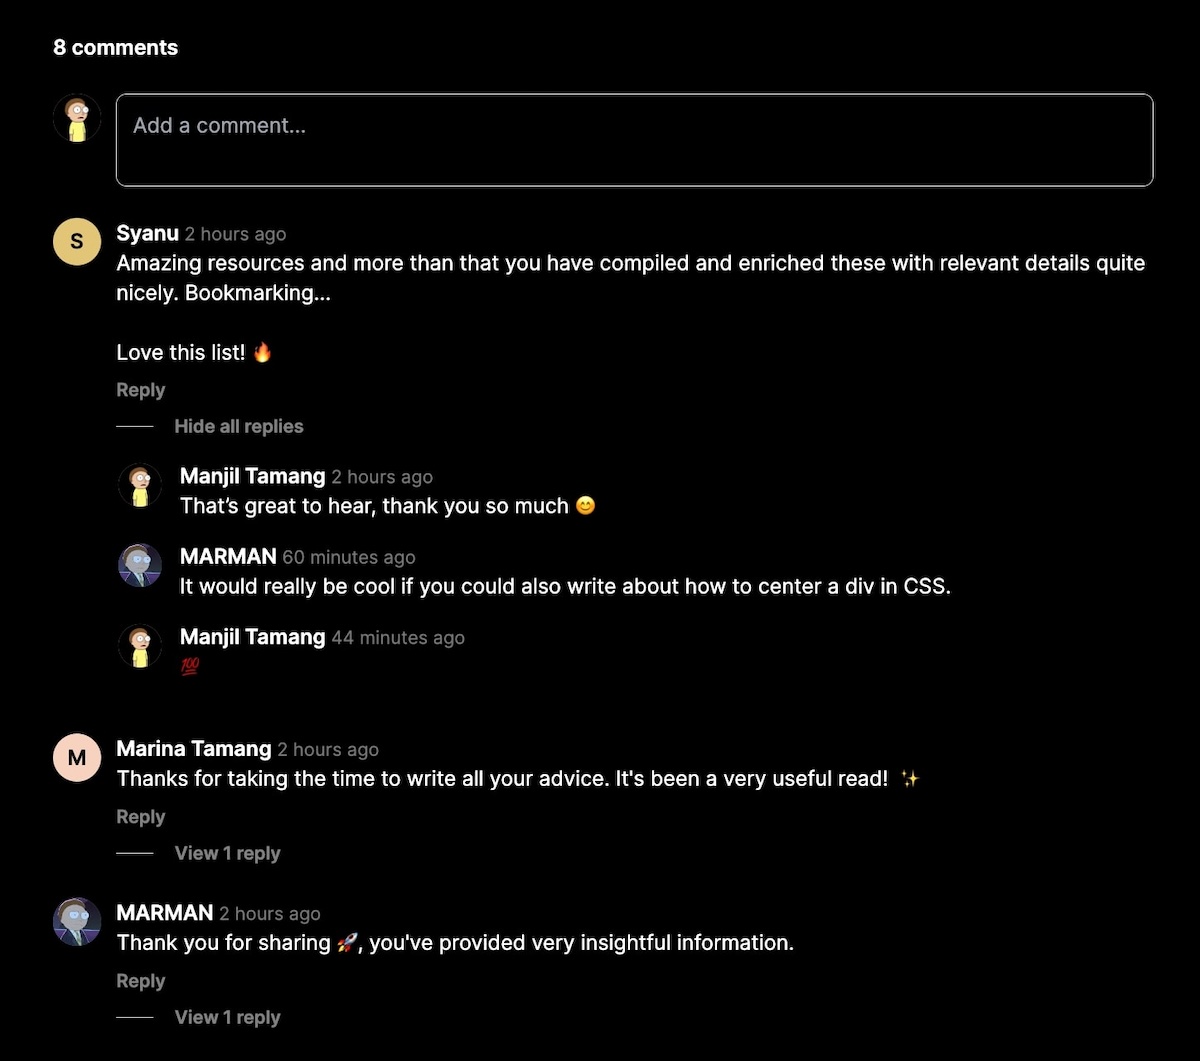 8 comments
Add a comment...
S
Syanu 2 hours ago
Amazing resources and more than that you have compiled and enriched these with relevant details quite
nicely. Bookmarking...
Love this list! 🔥
Reply
Hide all replies
Manjil Tamang 2 hours ago
That’s great to hear, thank you so much 😊
MARMAN 60 minutes ago
It would really be cool if you could also write about how to center a div in CSS.
Manjil Tamang 44 minutes ago
💯
M
Marina Tamang 2 hours ago
Thanks for taking the time to write all your advice. It's been a very useful read! ✨
Reply
View 1 reply
MARMAN 2 hours ago
Thank you for sharing 🚀, you've provided very insightful information.
Reply
View 1 reply